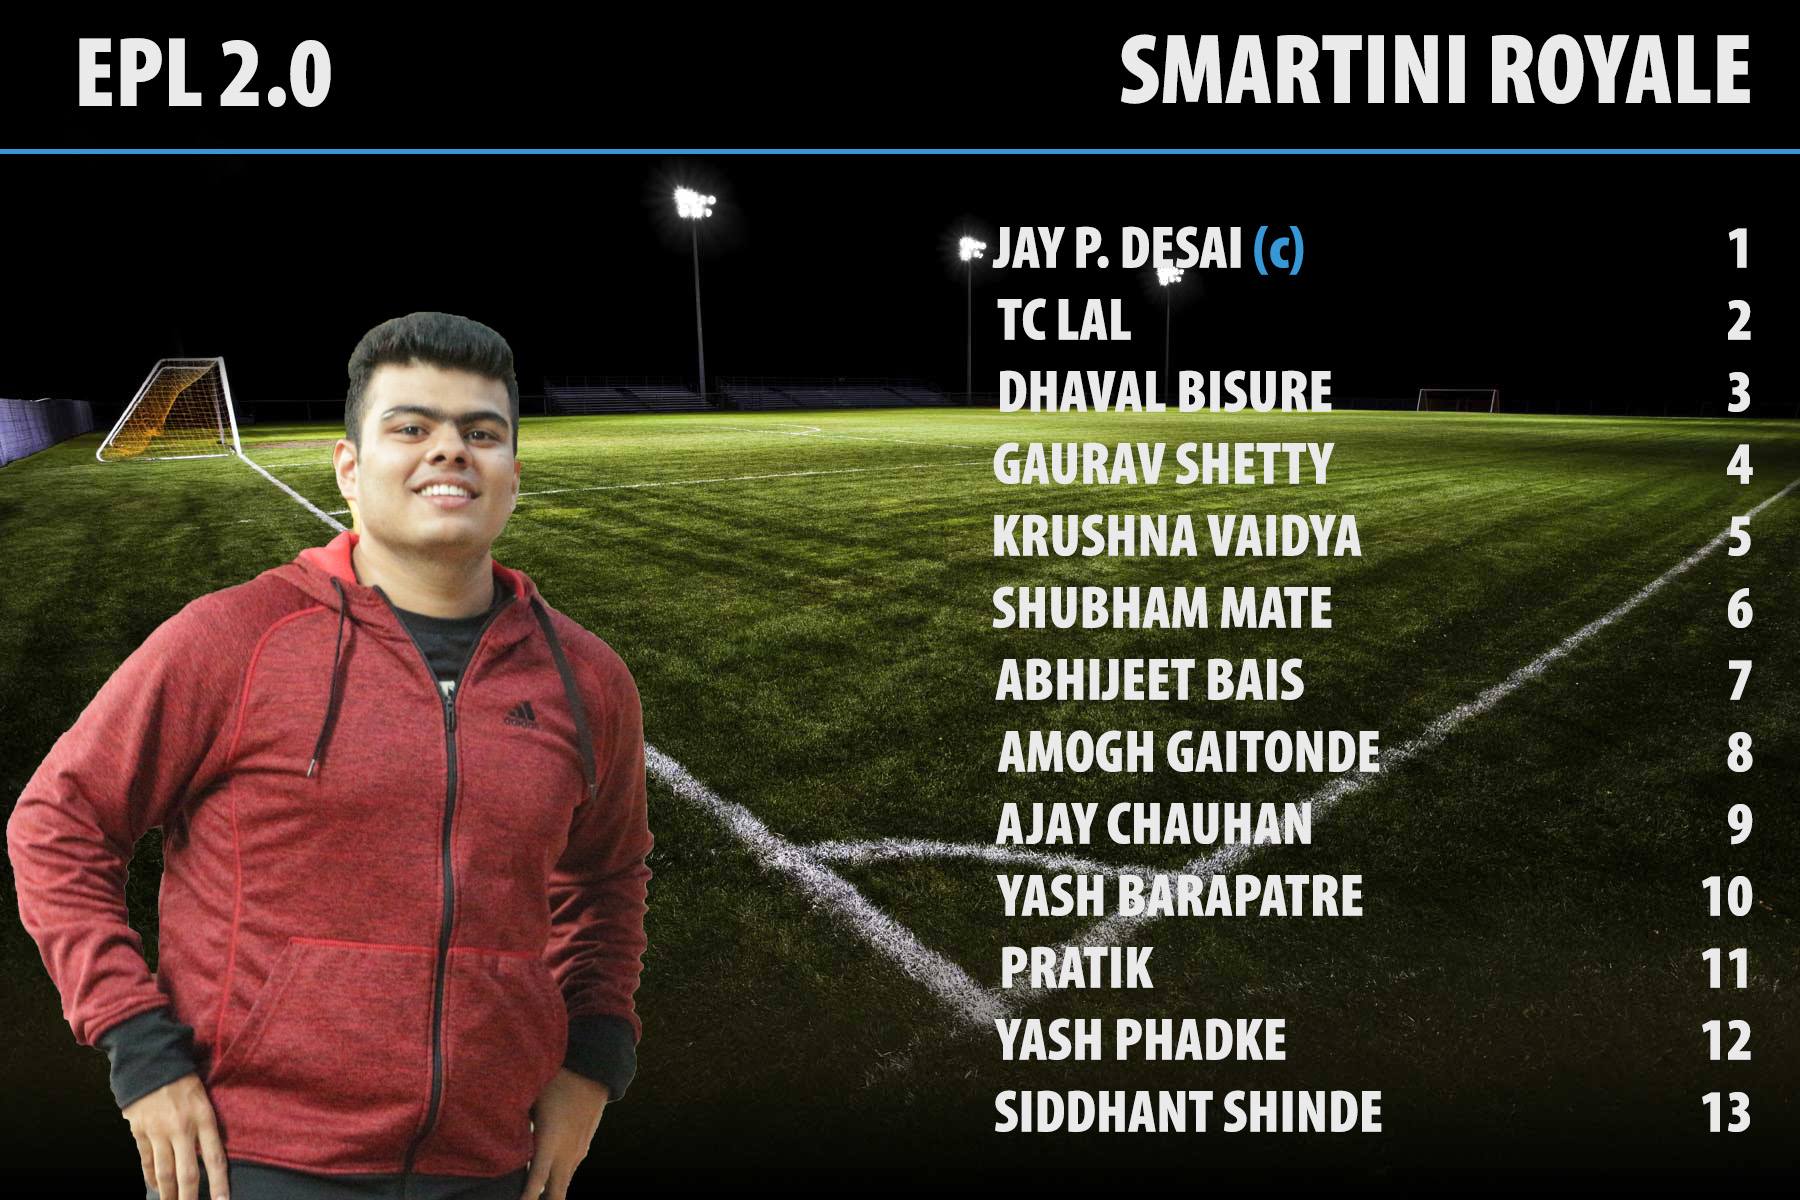 EPL 2.0
SMARTINI ROYALE
JAY P. DESAI (c) 1
TC LAL 2
DHAVAL BISURE 3
GAURAV SHETTY 4
KRUSHNA VAIDYA 5
SHUBHAM MATE 6
ABHIJEET BAIS 7
AMOGH GAITONDE 8
AJAY CHAUHAN 9
YASH BARAPATRE 10
PRATIK 11
YASH PHADKE 12
SIDDHANT SHINDE 13
adidas